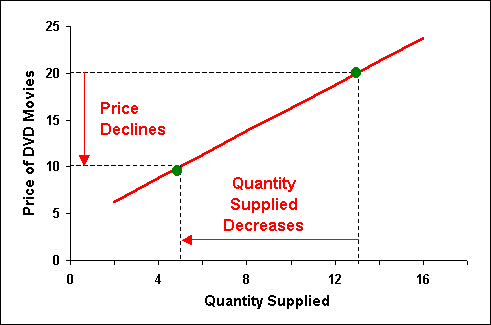 Price of DVD Movies
25
20
15
10
5
0
Price
Declines
Quantity
Supplied
Decreases
0
4
8
12
16
Quantity Supplied